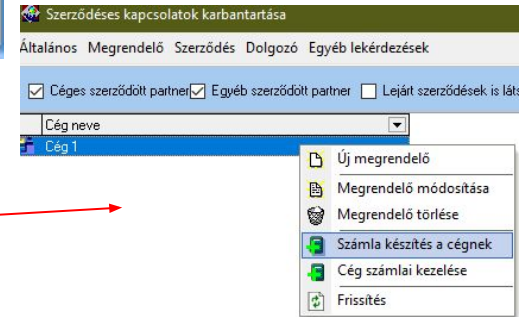 Szerződéses kapcsolatok karbantartása
Általános Megrendelő Szerződés Dolgozó Egyéb lekérdezések
Céges szerződött partner Egyéb szerződött partner Lejárt szerződések is
Cég neve
Cég 1
Új megrendelő
Megrendelő módosítása
Megrendelő törlése
Számla készítés a cégnek
Cég számlai kezelése
Frissítés